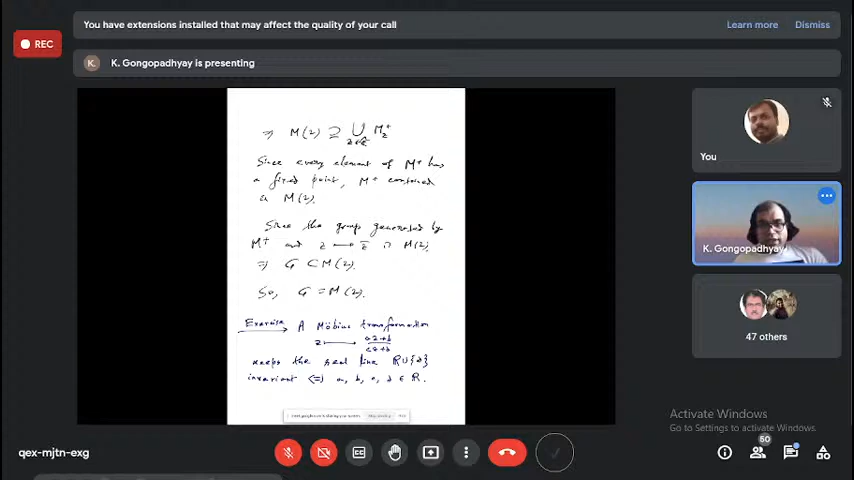 You have extensions installed that may affect the quality of your call
Learn more
Dismiss
REC
K.
K. Gongopadhyay is presenting
⇒ M(2) ⊇ ∪ M_z^+
Since every element of M^+ has
a fixed point, M^+ contained
in M(2).
Since the group generated by
M^+ and z ⟼ z̄ is M(2).
⇒ G ⊂ M(2).
So, G = M(2).
Exercise A Möbius transformation
z ⟼ az+b
keeps the real line R∪{∞}
invariant ⇔ a, b, c, d ∈ R.
You
K. Gongopadhyay
47 others
Activate Windows
Go to Settings to activate Windows.
qex-mjtn-exg
50